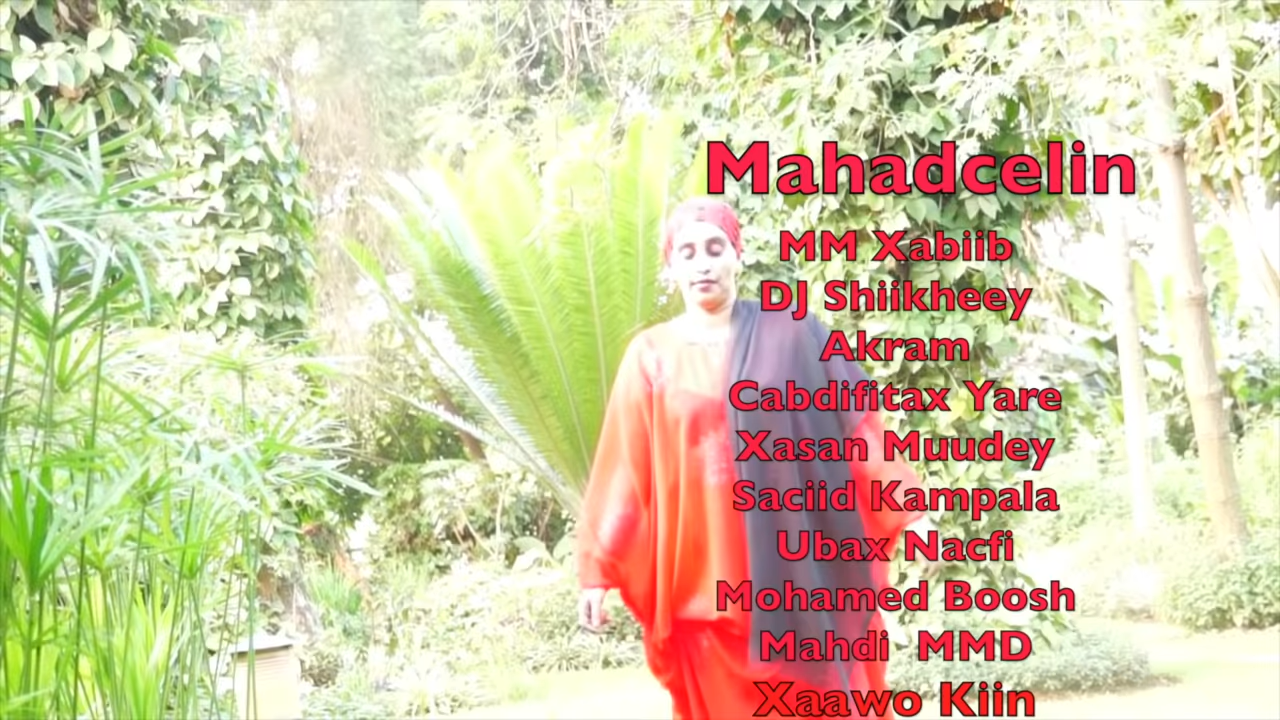 Mahadcelin
MM Xabiib
DJ Shiikheey
Akram
Cabdifitax Yare
Xasan Muudey
Saciid Kampala
Ubax Nacfi
Mohamed Boosh
Mahdi MMD
Xaawo Kiin